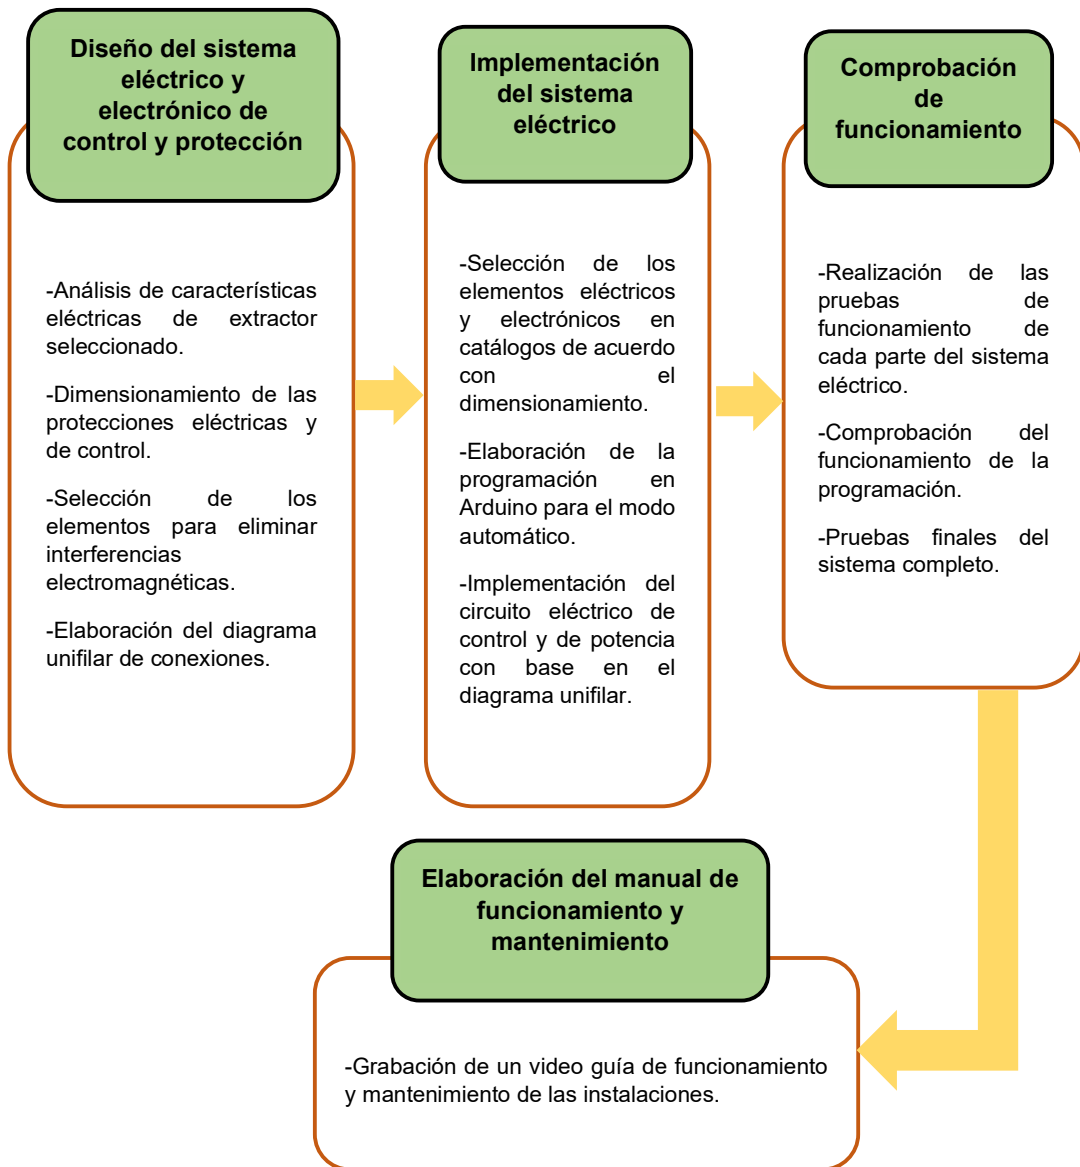 Diseño del sistema
eléctrico y
electrónico de
control y protección
-Análisis de características
eléctricas de extractor
seleccionado.
-Dimensionamiento de las
protecciones eléctricas y
de control.
-Selección de los
elementos para eliminar
interferencias
electromagnéticas.
-Elaboración del diagrama
unifilar de conexiones.
Implementación
del sistema
eléctrico
-Selección de los
elementos eléctricos
y electrónicos en
catálogos de acuerdo
con el
dimensionamiento.
-Elaboración de la
programación en
Arduino para el modo
automático.
-Implementación del
circuito eléctrico de
control y de potencia
con base en el
diagrama unifilar.
Comprobación
de
funcionamiento
-Realización de las
pruebas de
funcionamiento de
cada parte del sistema
eléctrico.
-Comprobación del
funcionamiento de la
programación.
-Pruebas finales del
sistema completo.
Elaboración del manual de
funcionamiento y
mantenimiento
-Grabación de un video guía de funcionamiento
y mantenimiento de las instalaciones.